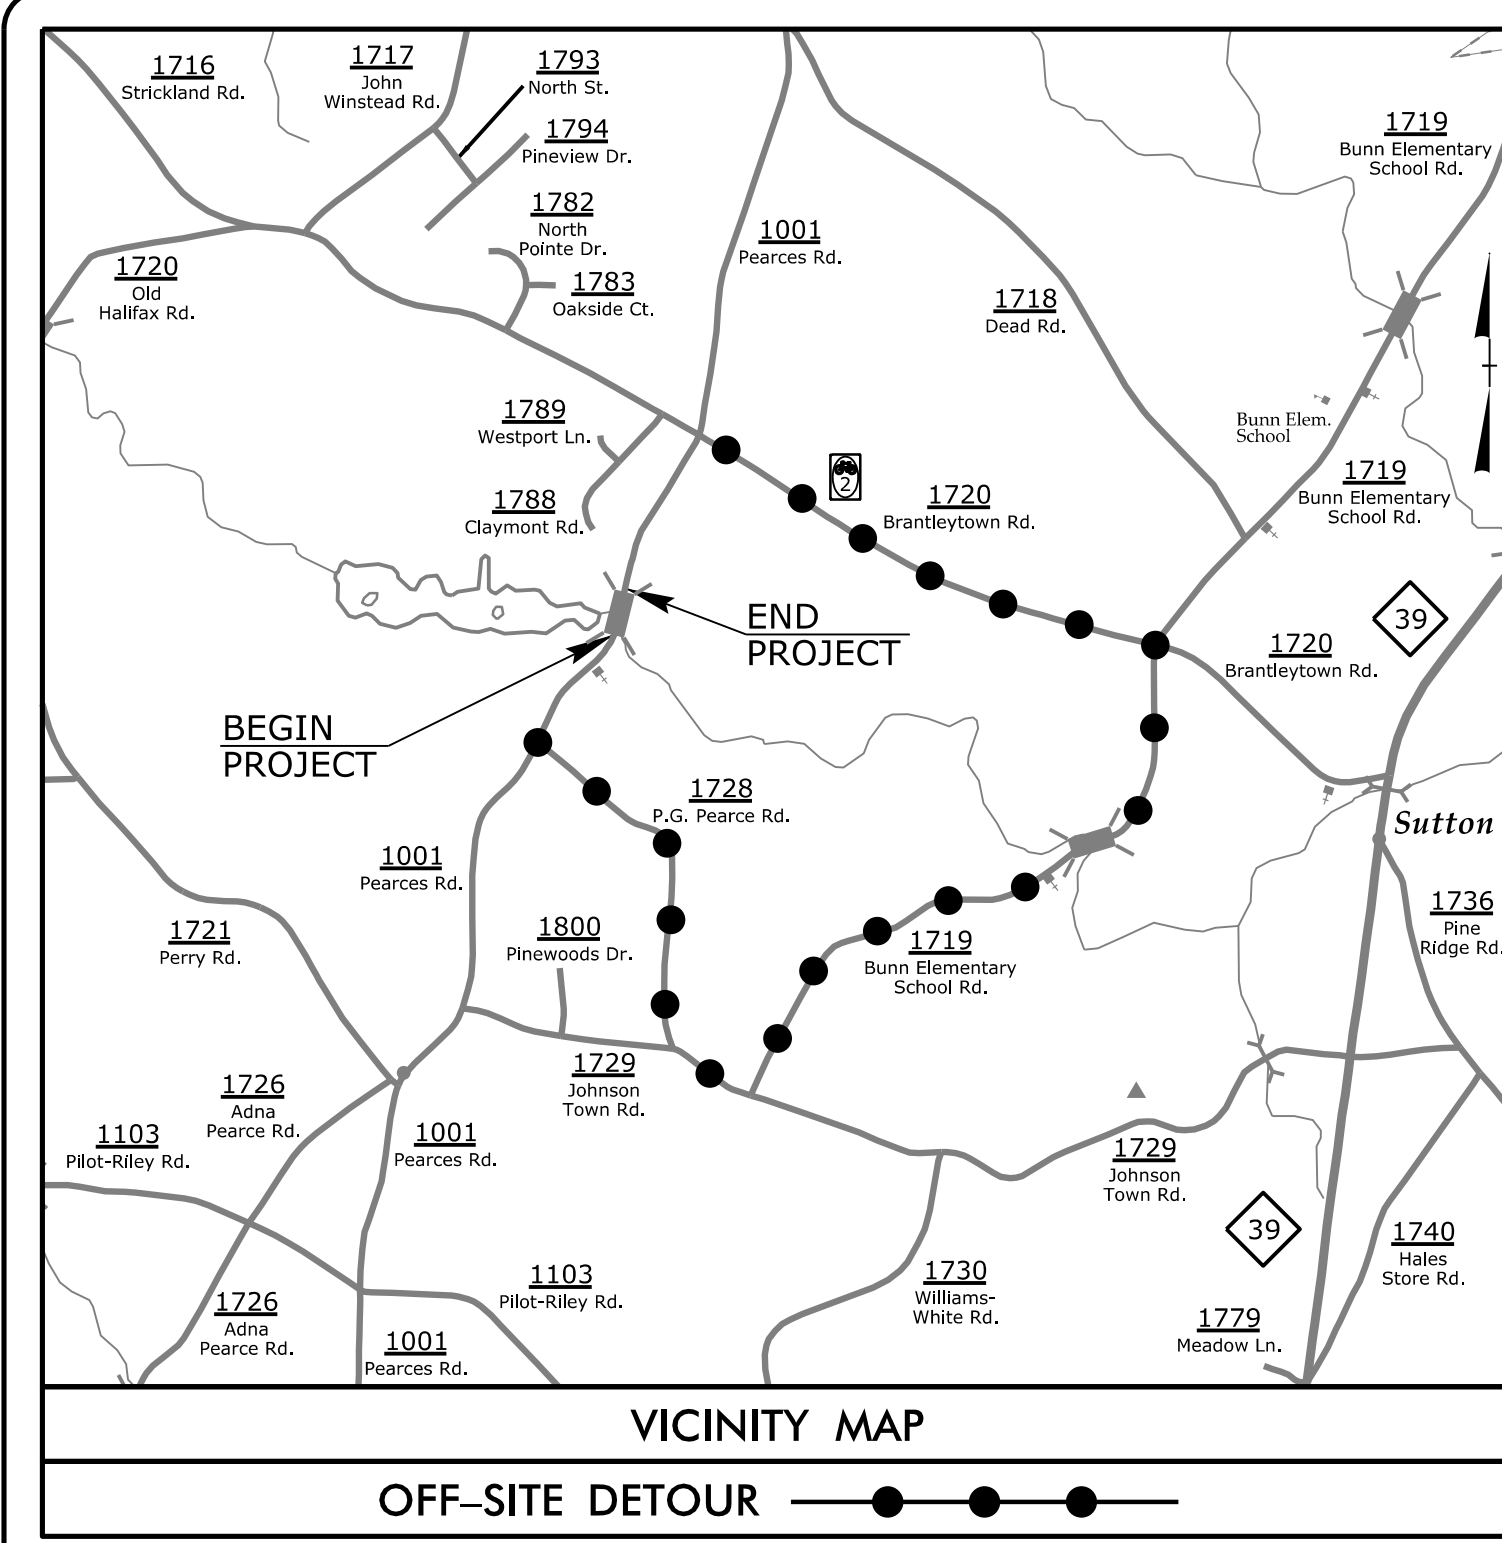 1716
Strickland Rd.
1717
John
Winstead Rd.
1793
North St.
1794
Pineview Dr.
1719
Bunn Elementary
School Rd.
1782
North
Pointe Dr.
1001
Pearces Rd.
1720
Old
Halifax Rd.
1783
Oakside Ct.
1718
Dead Rd.
1789
Westport Ln.
Bunn Elem.
School
1719
Bunn Elementary
School Rd.
1788
Claymont Rd.
2
1720
Brantleytown Rd.
END
PROJECT
39
1720
Brantleytown Rd.
BEGIN
PROJECT
1728
P.G. Pearce Rd.
Sutton
1001
Pearces Rd.
1721
Perry Rd.
1800
Pinewoods Dr.
1719
Bunn Elementary
School Rd.
1736
Pine
Ridge Rd.
1729
Johnson
Town Rd.
1726
Adna
Pearce Rd.
1103
Pilot-Riley Rd.
1001
Pearces Rd.
1729
Johnson
Town Rd.
39
1740
Hales
Store Rd.
1103
Pilot-Riley Rd.
1730
Williams-
White Rd.
1726
Adna
Pearce Rd.
1001
Pearces Rd.
1779
Meadow Ln.
VICINITY MAP
OFF-SITE DETOUR